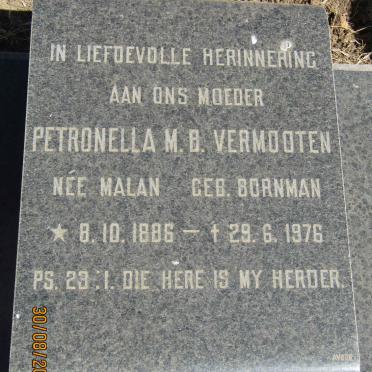 IN LIEFDEVOLLE HERINNERING
AAN ONS MOEDER
PETRONELLA M. B. VERMOOTEN
NÉE MALAN GEB. BORNMAN
★ 8. 10. 1886 — † 29. 6. 1976
PS. 23 : 1. DIE HERE IS MY HERDER.
30/08/20